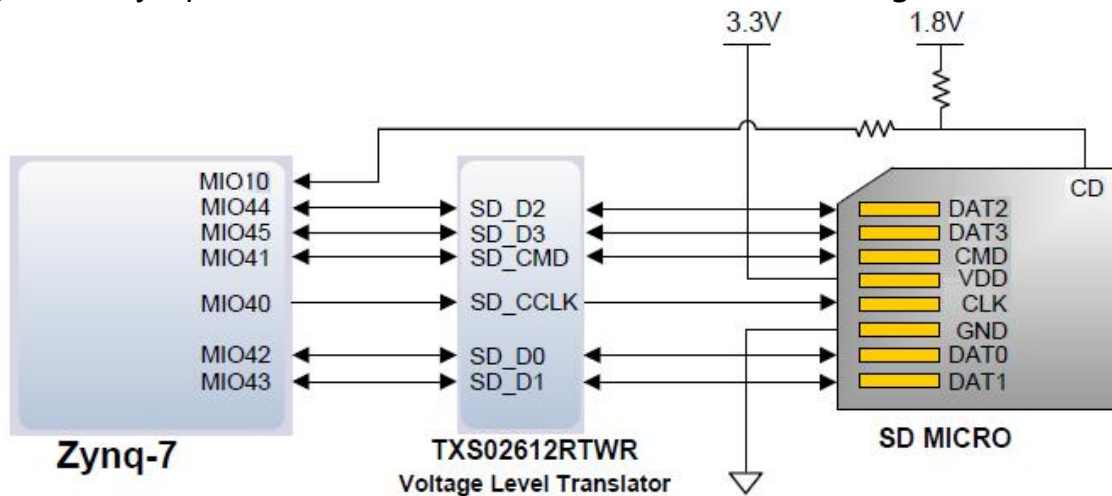 3.3V 1.8V
CD
MIO10
MIO44 SD_D2 DAT2
MIO45 SD_D3 DAT3
MIO41 SD_CMD CMD
VDD
MIO40 SD_CCLK CLK
GND
MIO42 SD_D0 DAT0
MIO43 SD_D1 DAT1
Zynq-7 TXS02612RTWR SD MICRO
Voltage Level Translator